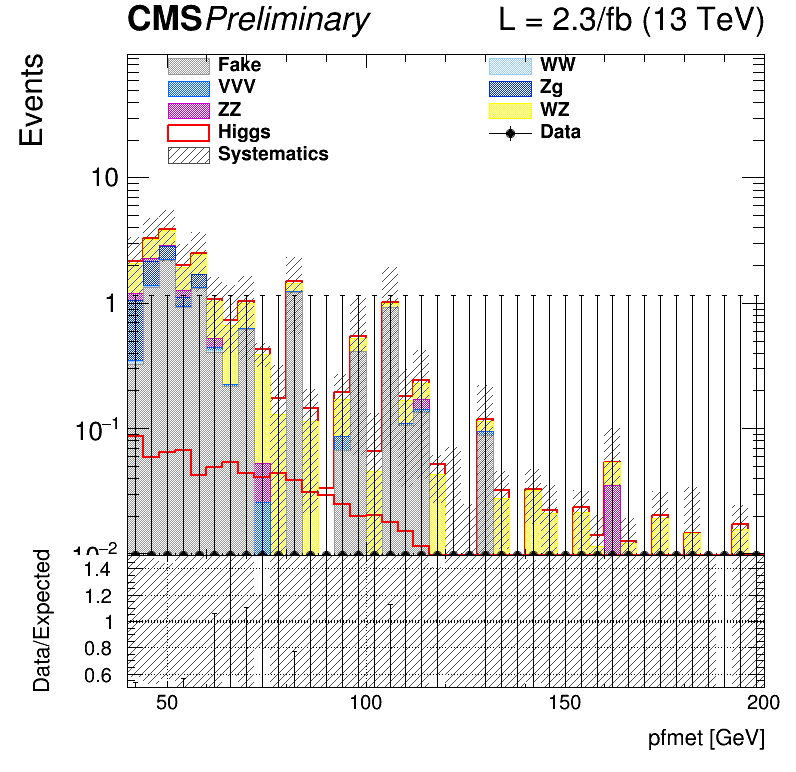 CMS Preliminary L = 2.3/fb (13 TeV)
Events
Fake WW
VVV Zg
ZZ WZ
Higgs Data
Systematics
10
1
10⁻¹
10⁻²
Data/Expected
1.4
1.2
1
0.8
0.6
50 100 150 200
pfmet [GeV]